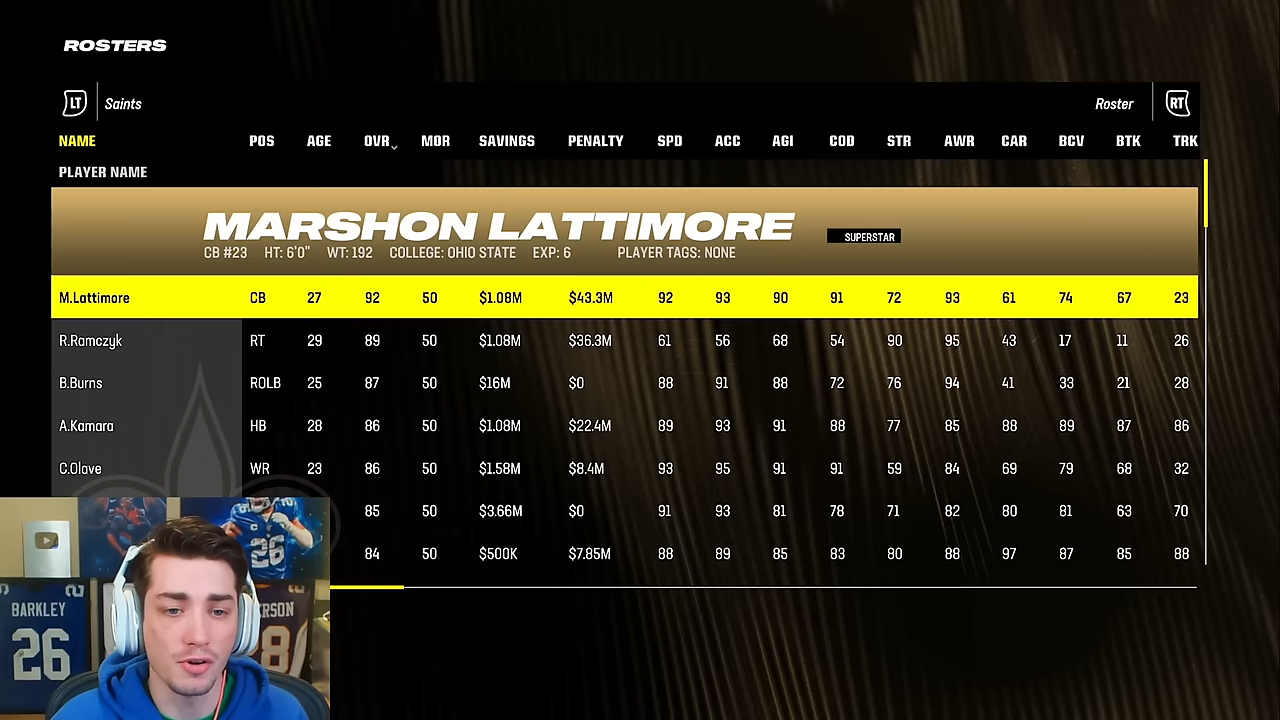 ROSTERS
LT Saints Roster RT
NAME POS AGE OVR MOR SAVINGS PENALTY SPD ACC AGI COD STR AWR CAR BCV BTK TRK
PLAYER NAME
MARSHON LATTIMORE SUPERSTAR
CB #23 HT: 6'0" WT: 192 COLLEGE: OHIO STATE EXP: 6 PLAYER TAGS: NONE
M.Lattimore CB 27 92 50 $1.08M $43.3M 92 93 90 91 72 93 61 74 67 23
R.Ramczyk RT 29 89 50 $1.08M $36.3M 61 56 68 54 90 95 43 17 11 26
B.Burns ROLB 25 87 50 $16M $0 88 91 88 72 76 94 41 33 21 28
A.Kamara HB 28 86 50 $1.08M $22.4M 89 93 91 88 77 85 88 89 87 86
C.Olave WR 23 86 50 $1.58M $8.4M 93 95 91 91 59 84 69 79 68 32
85 50 $3.66M $0 91 93 81 78 71 82 80 81 63 70
84 50 $500K $7.85M 88 89 85 83 80 88 97 87 85 88
26
BARKLEY
26
ERSON
8